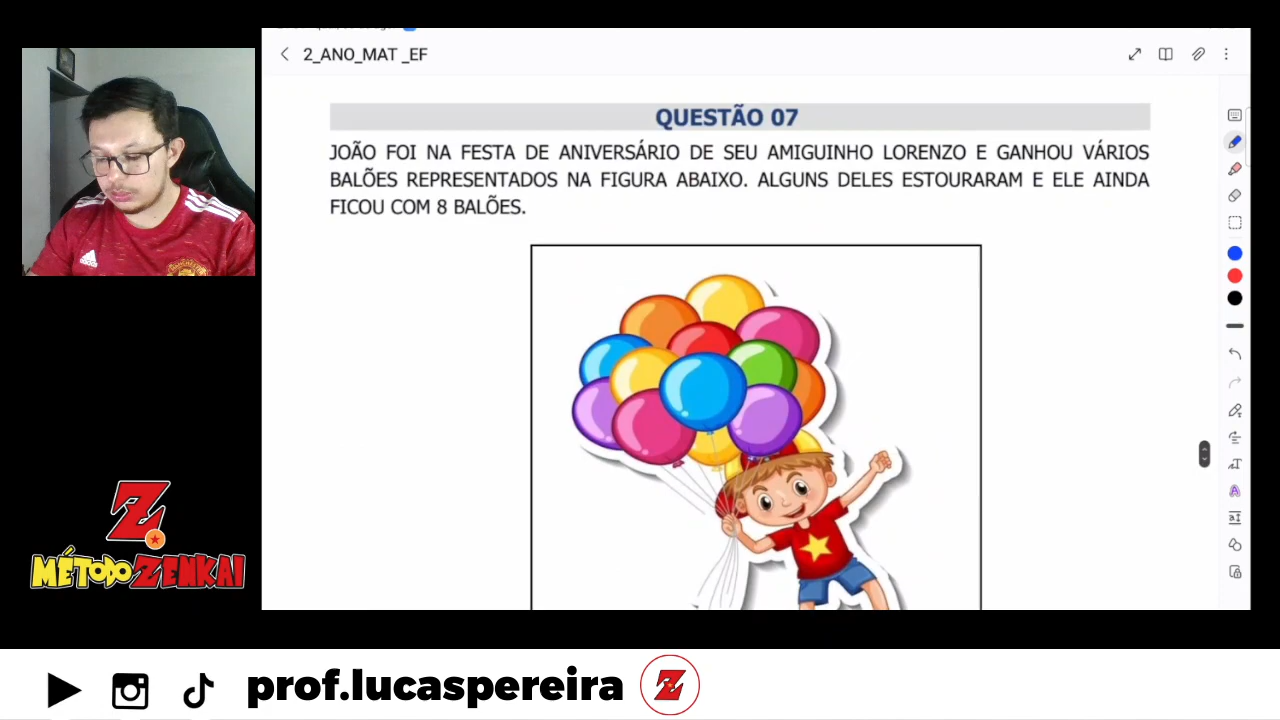 2_ANO_MAT _EF
QUESTÃO 07
JOÃO FOI NA FESTA DE ANIVERSÁRIO DE SEU AMIGUINHO LORENZO E GANHOU VÁRIOS
BALÕES REPRESENTADOS NA FIGURA ABAIXO. ALGUNS DELES ESTOURARAM E ELE AINDA
FICOU COM 8 BALÕES.
Z
MÉTODO ZENKAI
prof.lucaspereira
Z